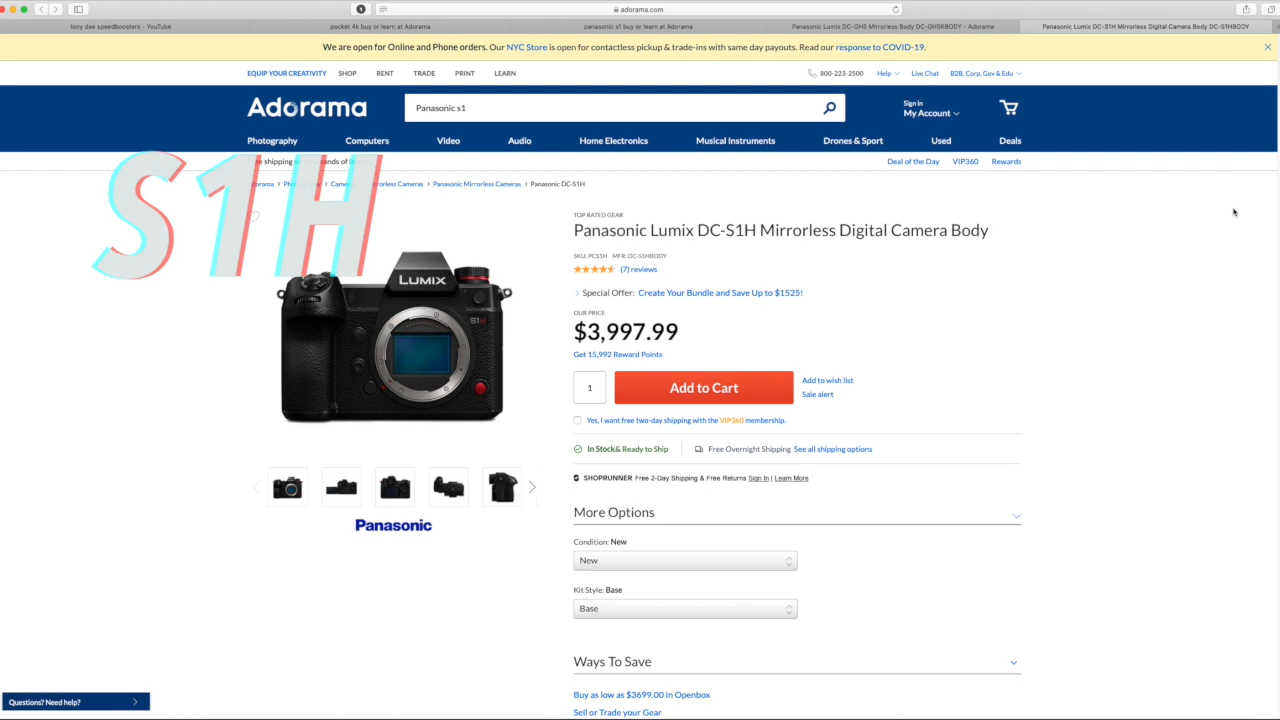 adorama.com
tony dae speedboosters - YouTube
pocket 4k buy or learn at Adorama
panasonic s1 buy or learn at Adorama
Panasonic Lumix DC-GH5 Mirrorless Body DC-GH5KBODY - Adorama
Panasonic Lumix DC-S1H Mirrorless Digital Camera Body DC-S1HBODY
We are open for Online and Phone orders. Our NYC Store is open for contactless pickup & trade-ins with same day payouts. Read our response to COVID-19.
EQUIP YOUR CREATIVITY SHOP RENT TRADE PRINT LEARN
800-223-2500 Help Live Chat B2B, Corp, Gov & Edu
Adorama
Panasonic s1
Sign in
My Account
Photography Computers Video Audio Home Electronics Musical Instruments Drones & Sport Used Deals
shipping
Deal of the Day VIP360 Rewards
S1H
Panasonic Mirrorless Cameras > Panasonic DC-S1H
TOP RATED GEAR
Panasonic Lumix DC-S1H Mirrorless Digital Camera Body
SKU: PCS1H MFR: DC-S1HBODY
(7) reviews
Special Offer: Create Your Bundle and Save Up to $1525!
OUR PRICE
$3,997.99
Get 15,992 Reward Points
1
Add to Cart
Add to wish list
Sale alert
Yes, I want free two-day shipping with the VIP360 membership.
In Stock& Ready to Ship
Free Overnight Shipping See all shipping options
SHOPRUNNER Free 2-Day Shipping & Free Returns Sign In | Learn More
LUMIX
S1H
Panasonic
More Options
Condition: New
New
Kit Style: Base
Base
Ways To Save
Buy as low as $3699.00 in Openbox
Sell or Trade your Gear
Questions? Need help?